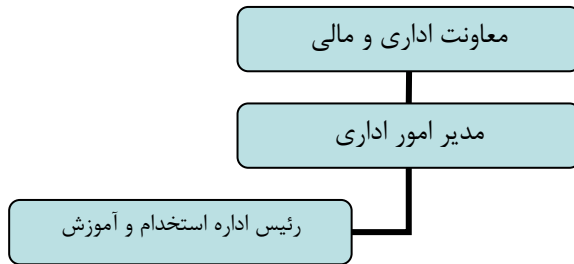 معاونت اداری و مالی
مدیر امور اداری
رئیس اداره استخدام و آموزش